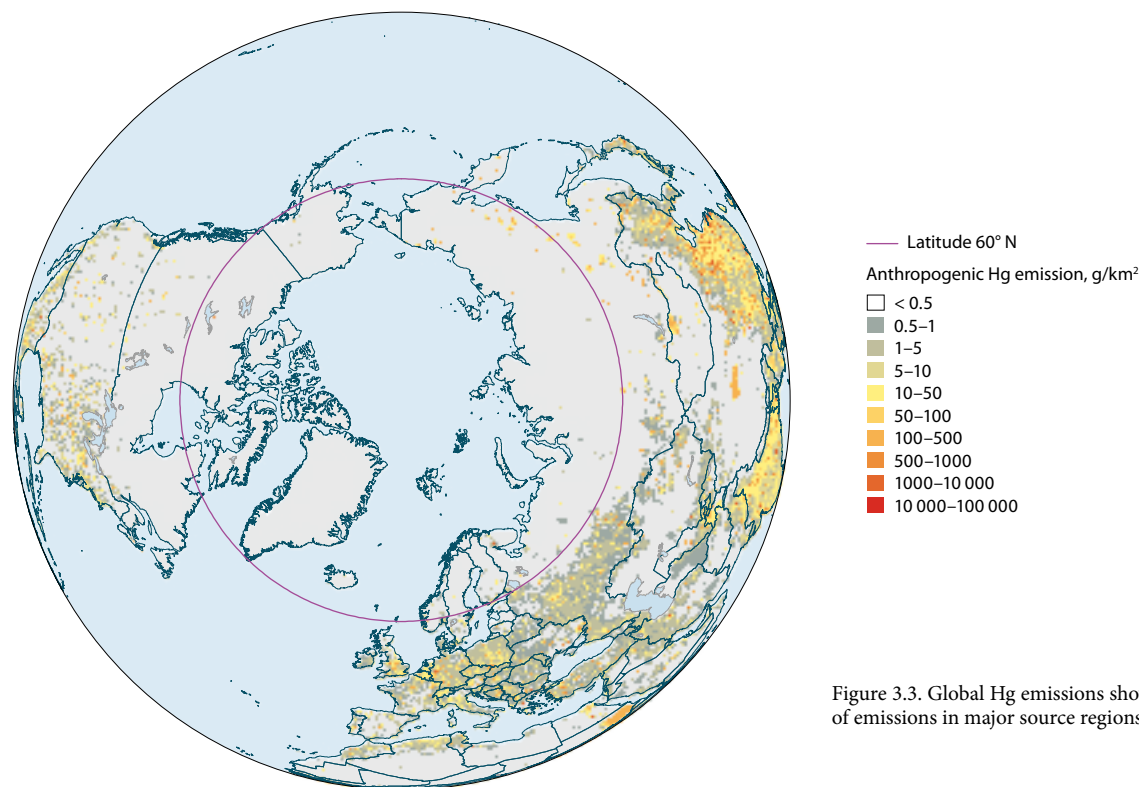 Latitude 60° N
Anthropogenic Hg emission, g/km²
< 0.5
0.5–1
1–5
5–10
10–50
50–100
100–500
500–1000
1000–10 000
10 000–100 000
Figure 3.3. Global Hg emissions sho
of emissions in major source regions